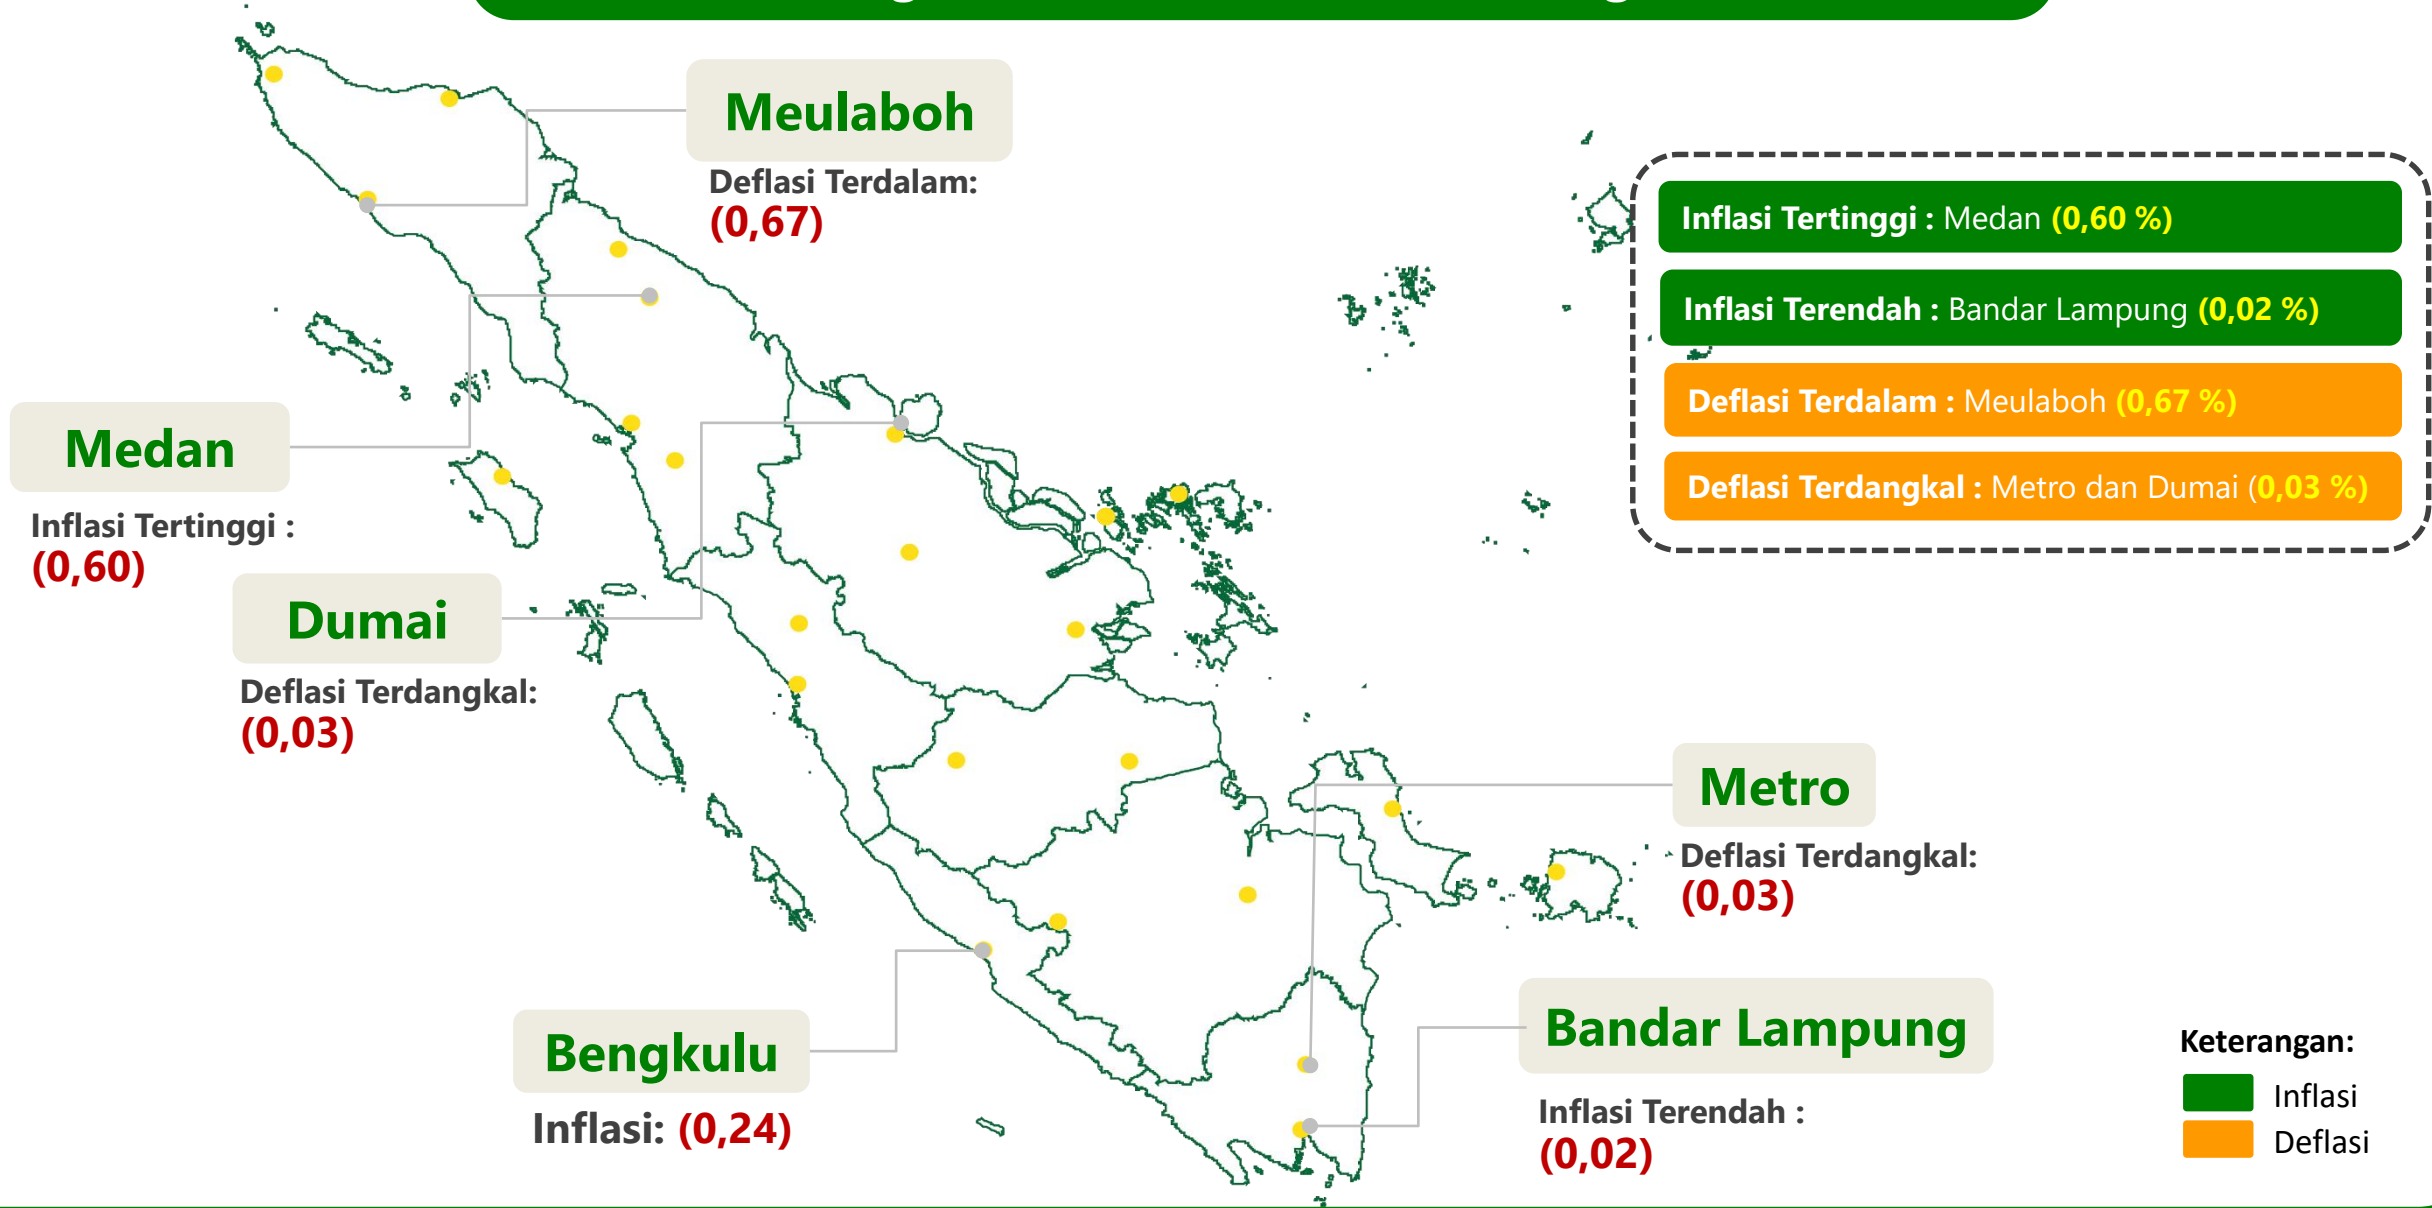 Meulaboh
Deflasi Terdalam:
(0,67)
Inflasi Tertinggi : Medan (0,60 %)
Inflasi Terendah : Bandar Lampung (0,02 %)
Deflasi Terdalam : Meulaboh (0,67 %)
Deflasi Terdangkal : Metro dan Dumai (0,03 %)
Medan
Inflasi Tertinggi :
(0,60)
Dumai
Deflasi Terdangkal:
(0,03)
Metro
Deflasi Terdangkal:
(0,03)
Bengkulu
Inflasi: (0,24)
Bandar Lampung
Inflasi Terendah :
(0,02)
Keterangan:
Inflasi
Deflasi